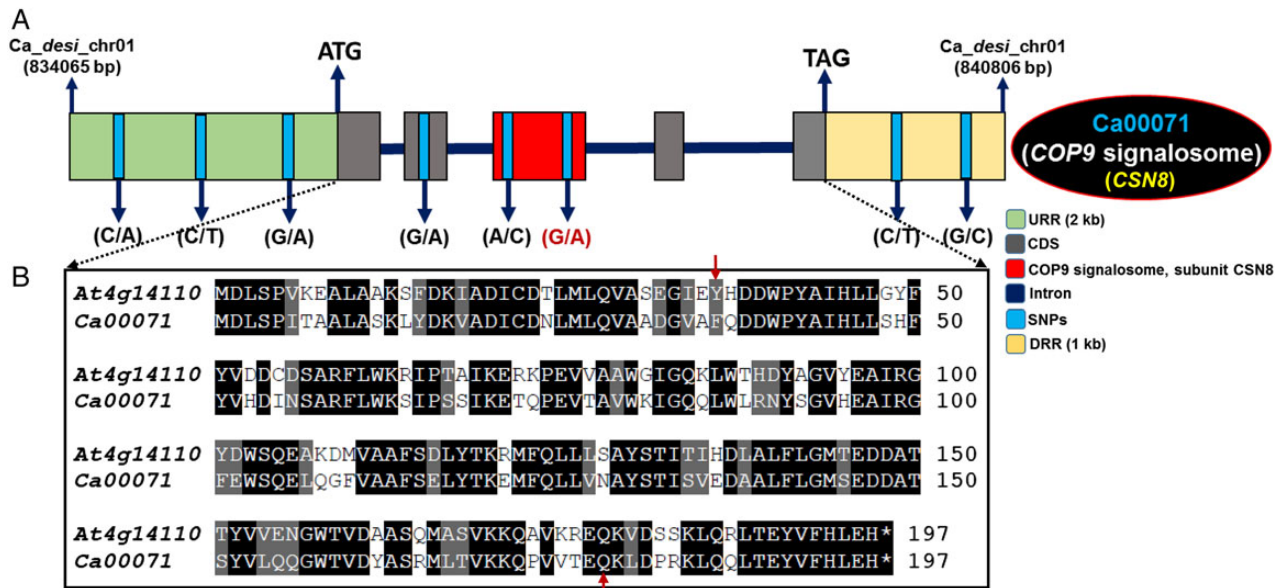 A
Ca_desi_chr01
(834065 bp)
ATG
TAG
Ca_desi_chr01
(840806 bp)
Ca00071
(COP9 signalosome)
(CSN8)
(C/A)
(C/T)
(G/A)
(G/A)
(A/C)
(G/A)
(C/T)
(G/C)
URR (2 kb)
CDS
COP9 signalosome, subunit CSN8
Intron
SNPs
DRR (1 kb)
B
At4g14110 MDLSPVKEALAAKSFDKIADICDTLMLQVASEGIEYHDDWPYAIHLLGYF 50
Ca00071 MDLSPITAALASKLYDKVADICDNLMLQVAADGVAFQDDWPYAIHLLSHF 50
At4g14110 YVDDCDSARFLWKRIPTAIKERKPEVVAAWGIGQKLWTHDYAGVYEAIRG 100
Ca00071 YVHDINSARFLWKSIPSSIKETQPEVTAVWKIGQQLWLRNYSGVHEAIRG 100
At4g14110 YDWSQEAKDMVAAFSDLYTKRMFQLLLSAYSTITIHDLALFLGMTEDDAT 150
Ca00071 FEWSQELQGFVAAFSELYTKEMFQLLVNAYSTISVEDAALFLGMSEDDAT 150
At4g14110 TYVVENGWTVDAASQMASVKKQAVKREQKVDSSKLQRLTEYVFHLEH* 197
Ca00071 SYVLQQGWTVDYASRMLTVKKQPVVTEQKLDPRKLQQLTEYVFHLEH* 197